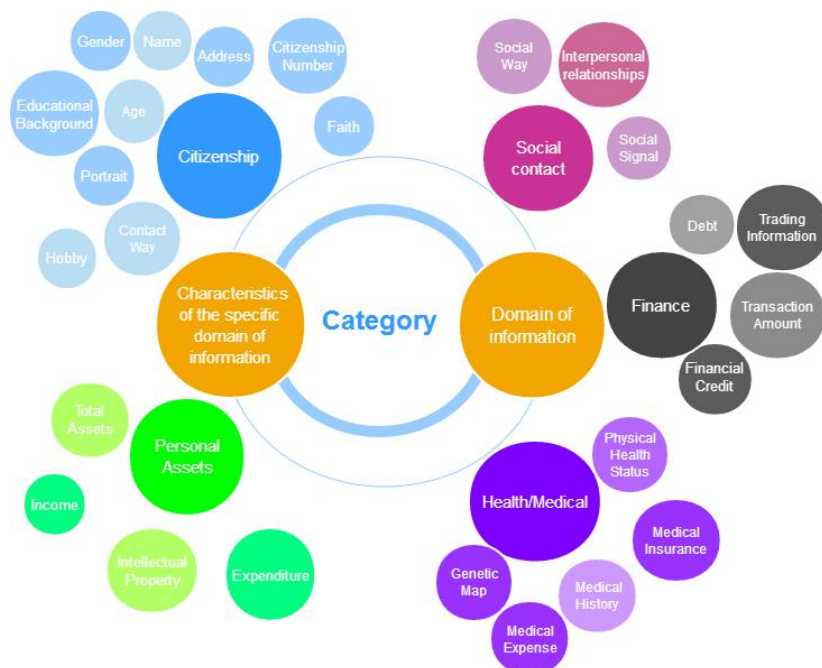 Gender
Name
Address
Citizenship
Number
Educational
Background
Age
Citizenship
Faith
Portrait
Contact
Way
Hobby
Social
Way
Interpersonal
relationships
Social
contact
Social
Signal
Debt
Trading
Information
Finance
Transaction
Amount
Financial
Credit
Characteristics
of the specific
domain of
information
Category
Domain of
information
Total
Assets
Personal
Assets
Income
Intellectual
Property
Expenditure
Physical
Health
Status
Health/Medical
Medical
Insurance
Genetic
Map
Medical
History
Medical
Expense